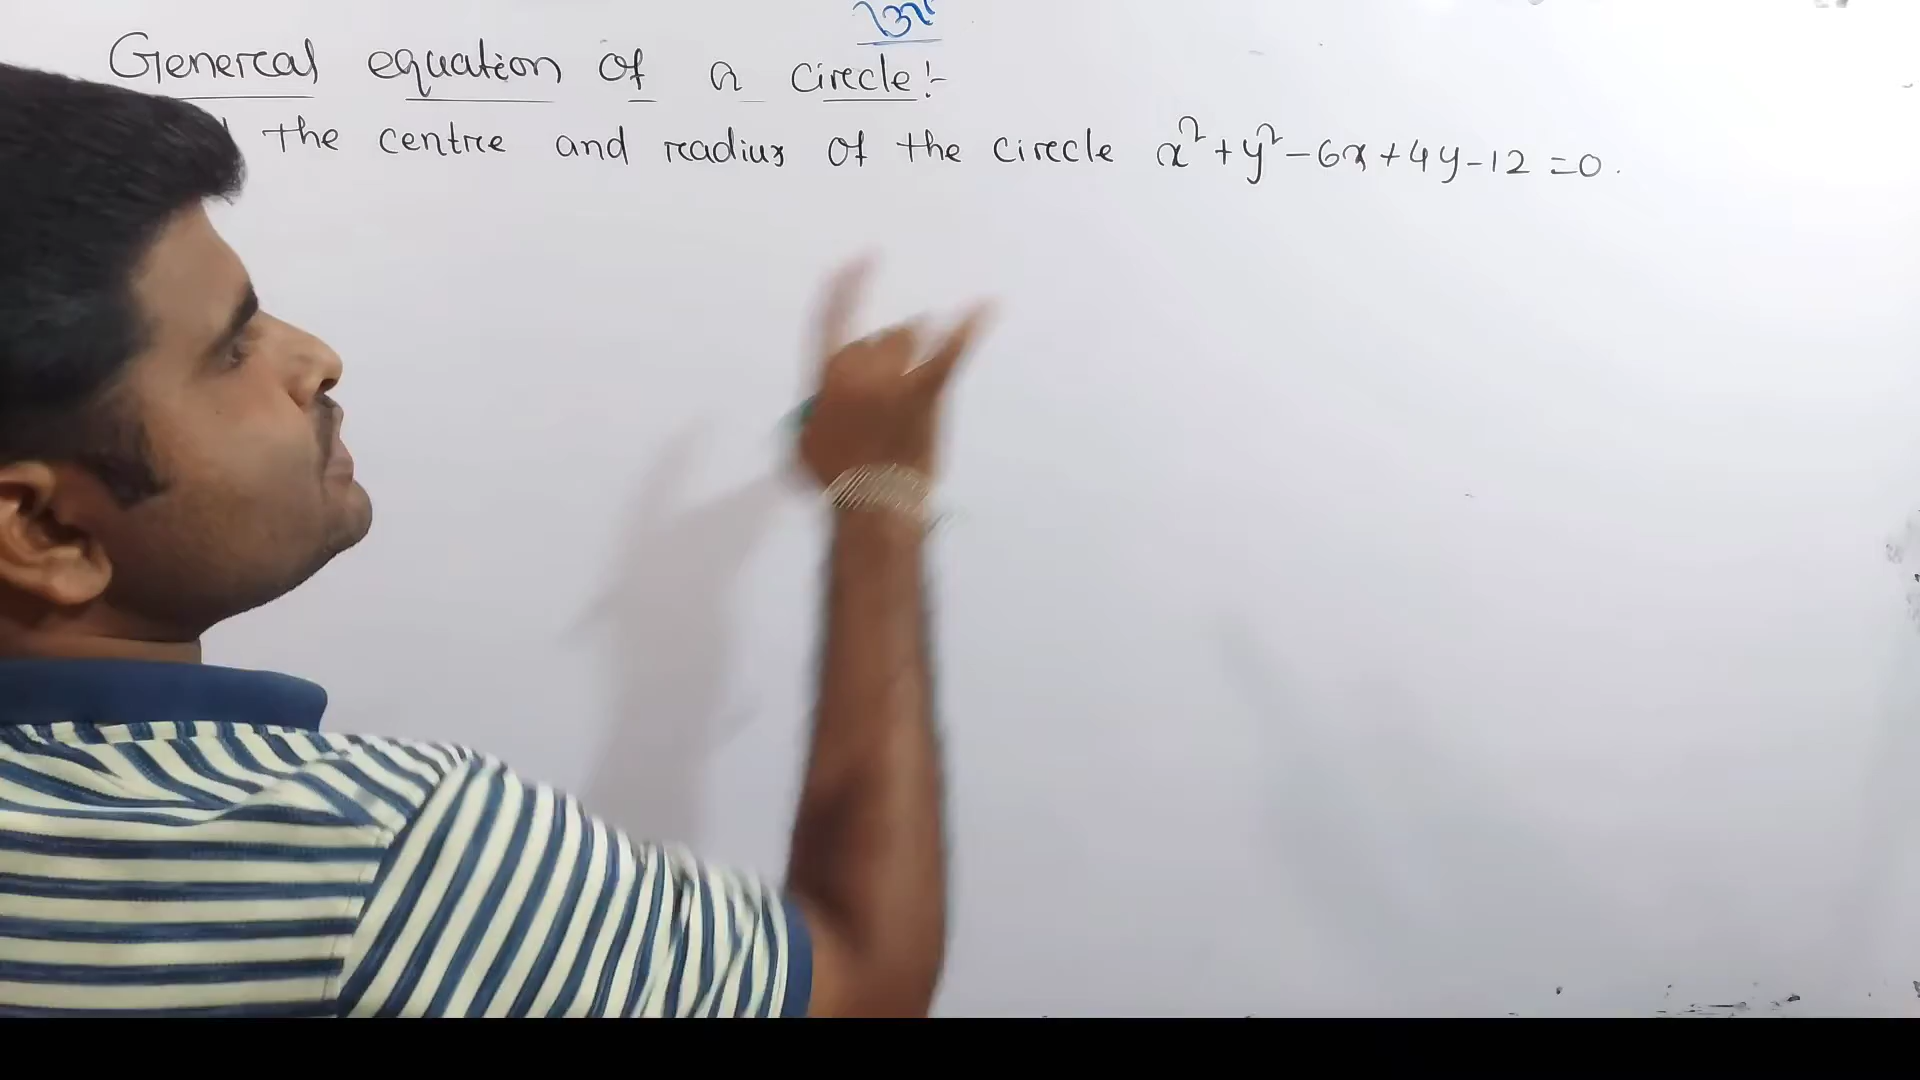 General equation of a circle:-
the centre and radius of the circle x²+y²-6x+4y-12=0.